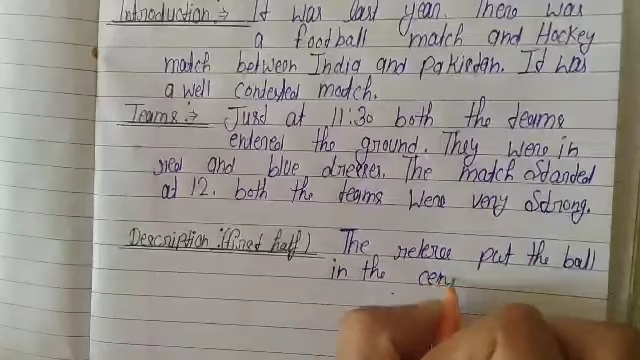 Introduction :→ It was last year. There was
a football match and Hockey
match between India and Pakistan. It was
a well contested match.
Teams :→ Just at 11:30 both the teams
entered the ground. They were in
red and blue dresses. The match started
at 12. both the teams were very strong.
Description :(first half) The referee put the ball
in the cen